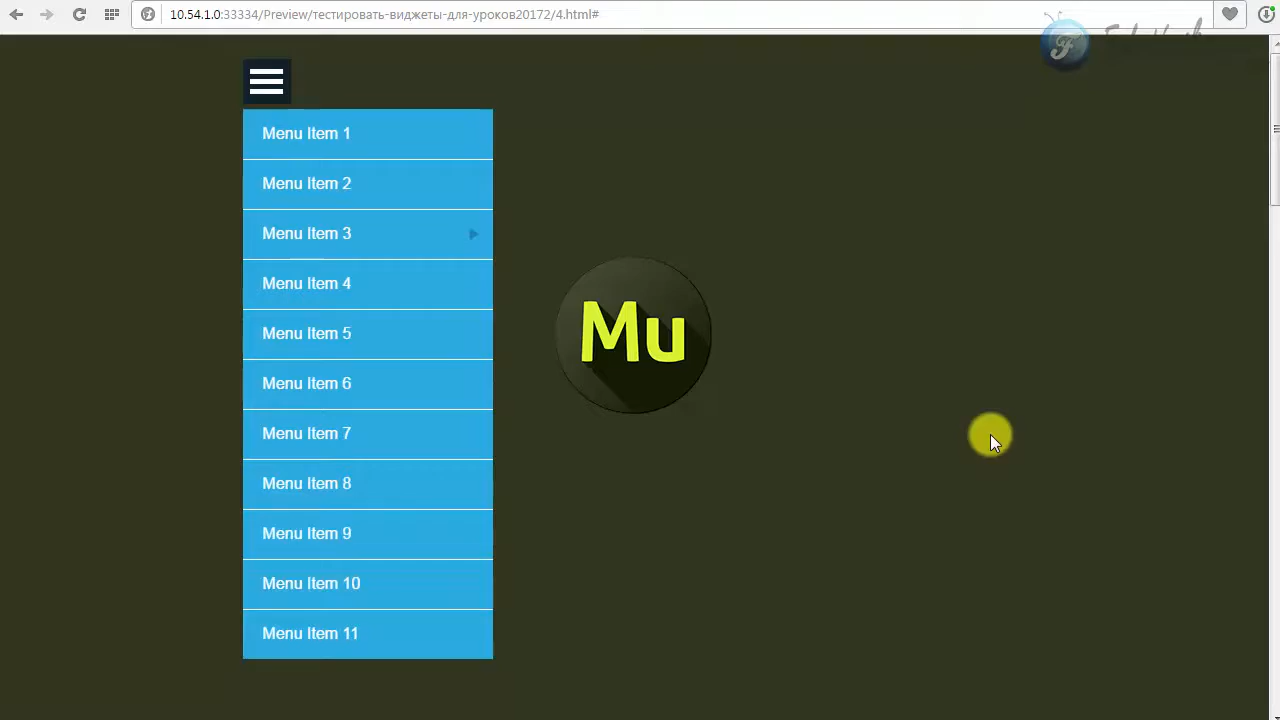 10.54.1.0:33334/Preview/тестировать-виджеты-для-уроков20172/4.html#
Menu Item 1
Menu Item 2
Menu Item 3
Menu Item 4
Menu Item 5
Menu Item 6
Menu Item 7
Menu Item 8
Menu Item 9
Menu Item 10
Menu Item 11
Mu